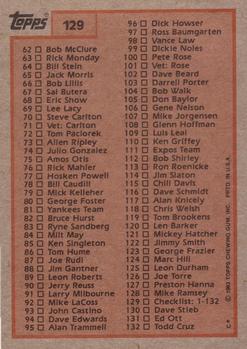 Topps
129
62 Bob McClure
63 Rick Monday
64 Bill Stein
65 Jack Morris
66 Bob Lillis
67 Sal Butera
68 Eric Show
69 Lee Lacy
70 Steve Carlton
71 Vet: Carlton
72 Tom Paciorek
73 Allen Ripley
74 Julio Gonzalez
75 Amos Otis
76 Rick Mahler
77 Hosken Powell
78 Bill Caudill
79 Mick Kelleher
80 George Foster
81 Yankees Team
82 Bruce Hurst
83 Ryne Sandberg
84 Milt May
85 Ken Singleton
86 Tom Hume
87 Joe Rudi
88 Jim Gantner
89 Leon Roberts
90 Jerry Reuss
91 Larry Milbourne
92 Mike LaCoss
93 John Castino
94 Dave Edwards
95 Alan Trammell
96 Dick Howser
97 Ross Baumgarten
98 Vance Law
99 Dickie Noles
100 Pete Rose
101 Vet: Rose
102 Dave Beard
103 Darrell Porter
104 Bob Walk
105 Don Baylor
106 Gene Nelson
107 Mike Jorgensen
108 Glenn Hoffman
109 Luis Leal
110 Ken Griffey
111 Expos Team
112 Bob Shirley
113 Ron Roenicke
114 Jim Slaton
115 Chili Davis
116 Dave Schmidt
117 Alan Knicely
118 Chris Welsh
119 Tom Brookens
120 Len Barker
121 Mickey Hatcher
122 Jimmy Smith
123 George Frazier
124 Marc Hill
125 Leon Durham
126 Joe Torre
127 Preston Hanna
128 Mike Ramsey
129 Checklist: 1-132
130 Dave Stieb
131 Ed Ott
132 Todd Cruz
© 1983 TOPPS CHEWING GUM, INC. PRTD. IN U.S.A.